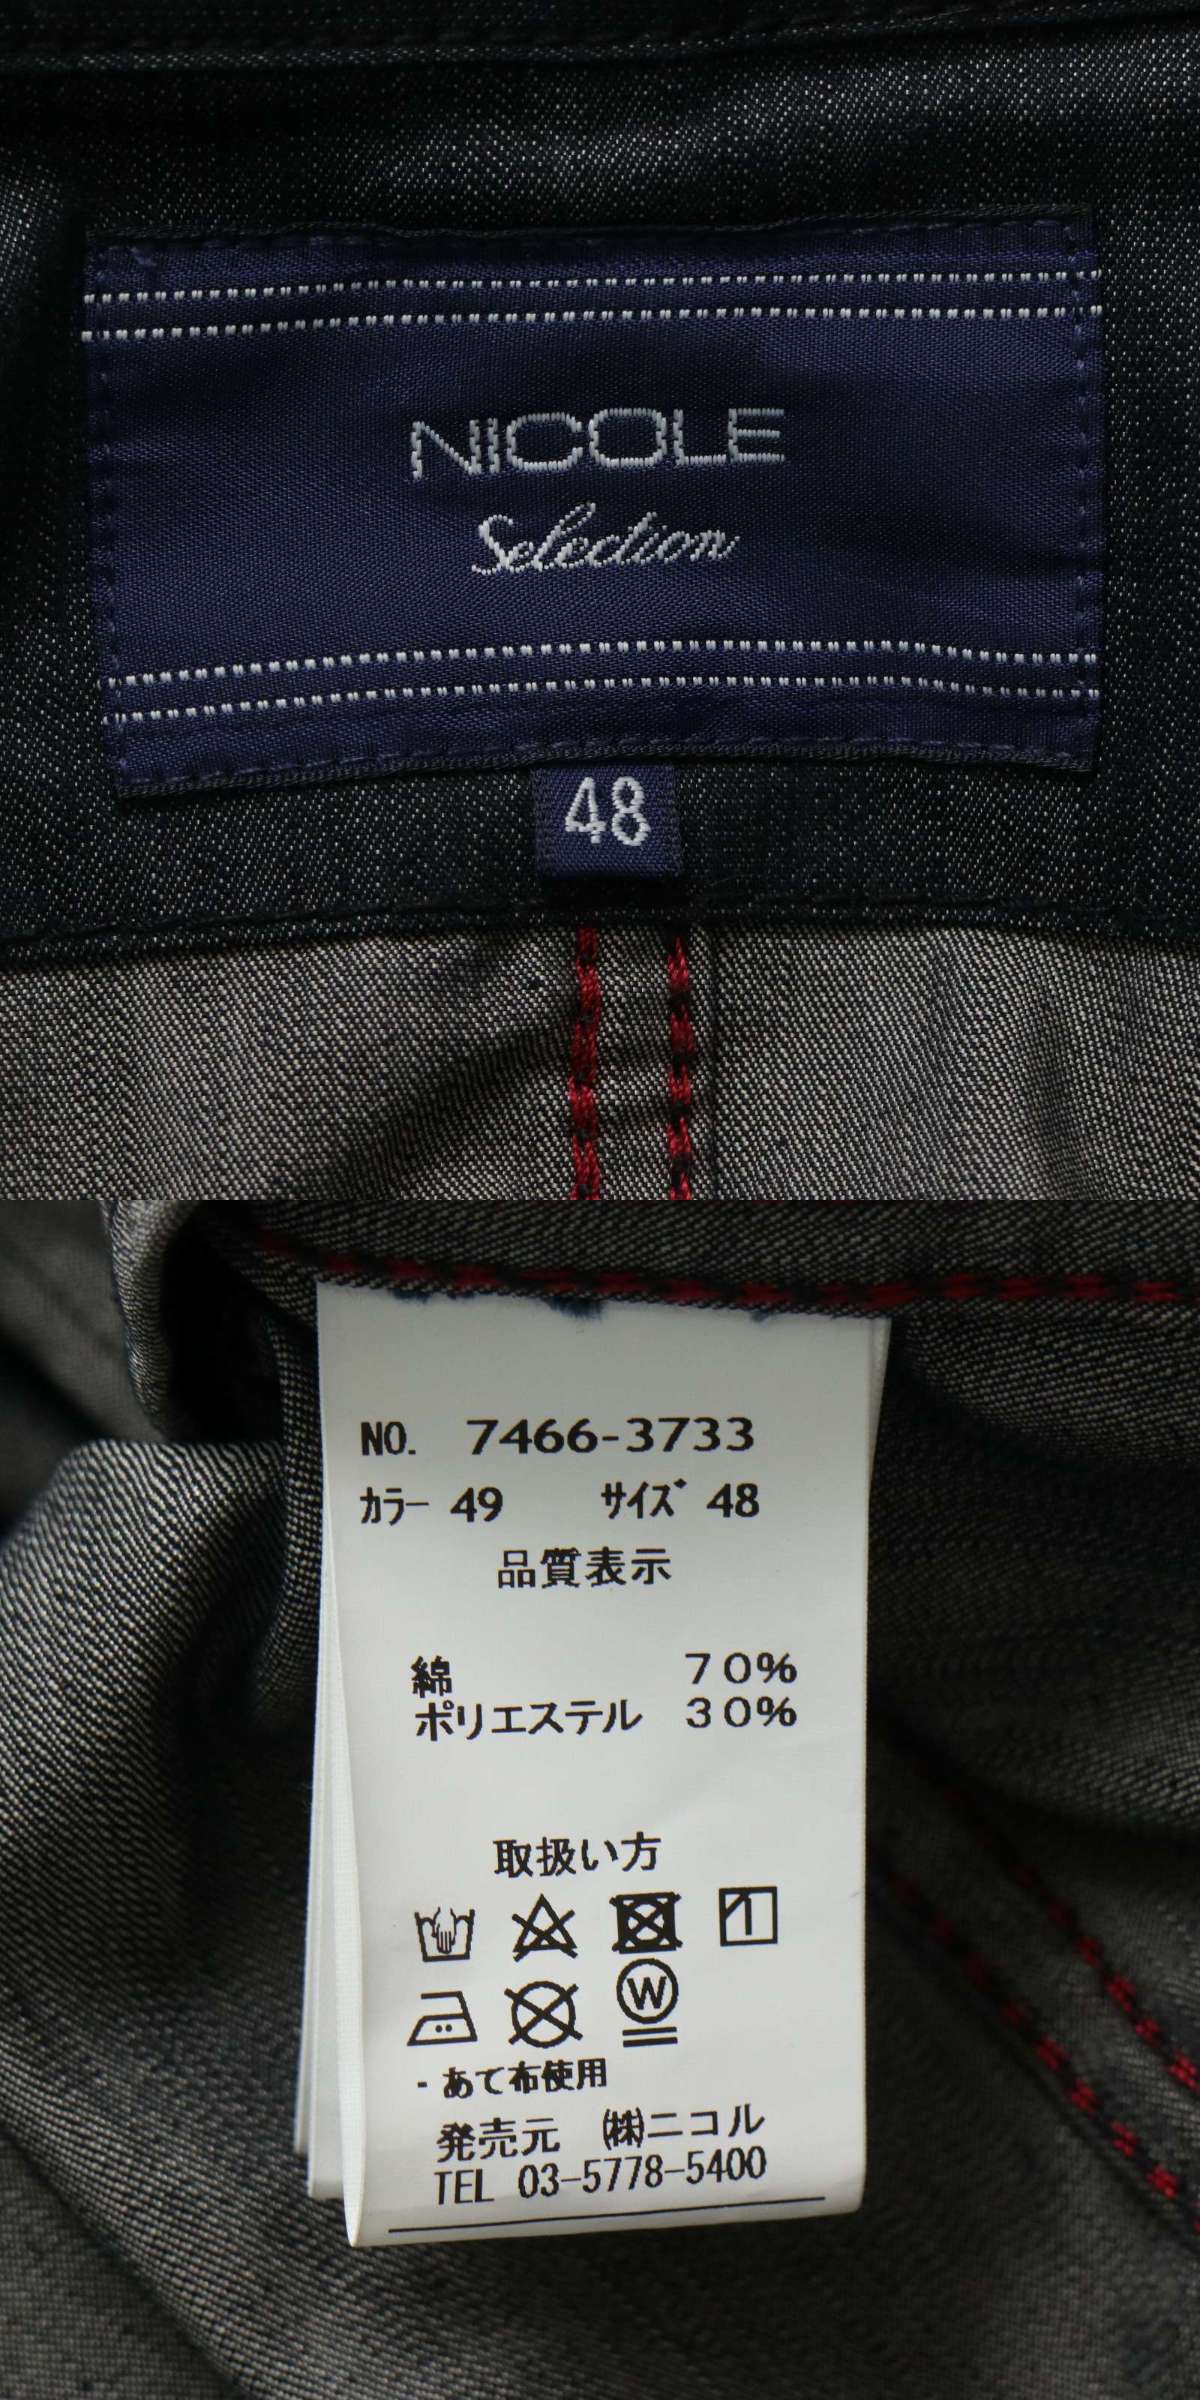 NICOLE
Selection
48
NO. 7466-3733
カラー 49 サイズ 48
品質表示
綿 70%
ポリエステル 30%
取扱い方
W
・あて布使用
発売元 ㈱ニコル
TEL 03-5778-5400